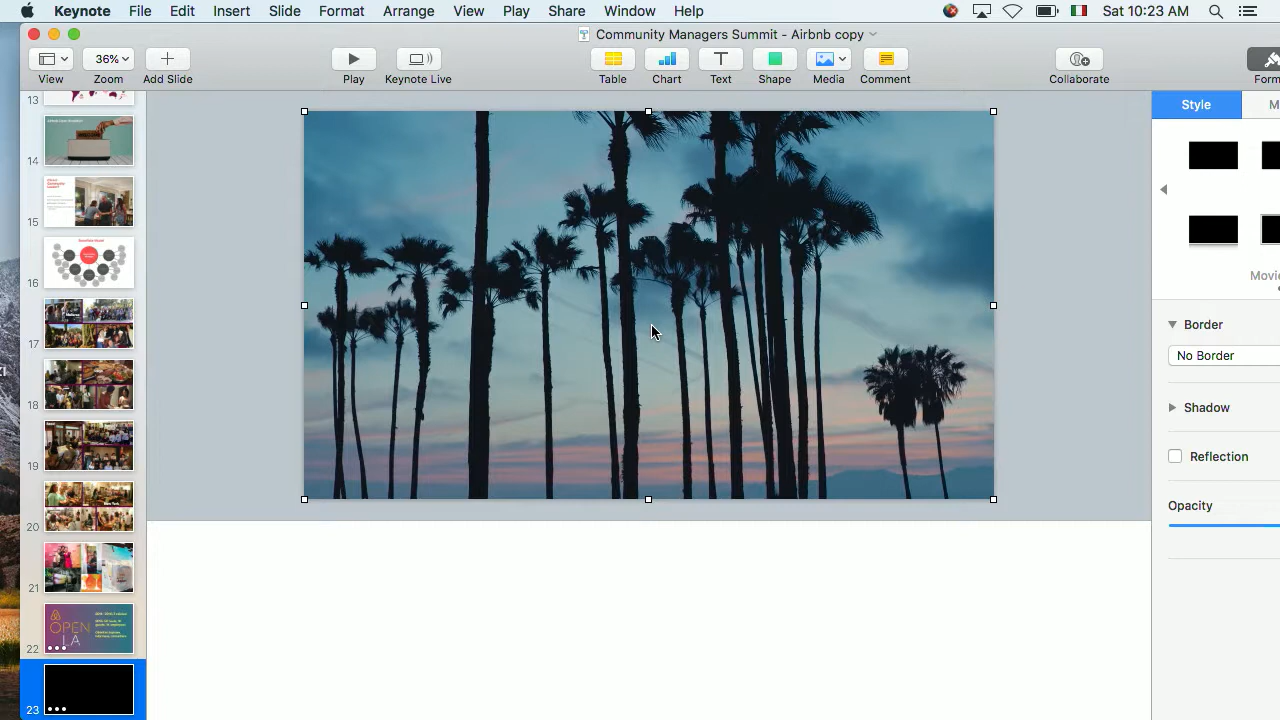 Keynote File Edit Insert Slide Format Arrange View Play Share Window Help Sat 10:23 AM
Community Managers Summit - Airbnb copy
36%
View Zoom Add Slide Play Keynote Live Table Chart Text Shape Media Comment Collaborate Form
Style M
13
14
15
16
17
18
19
20
21
22
23
OPEN
LA
Movie
Border
No Border
Shadow
Reflection
Opacity